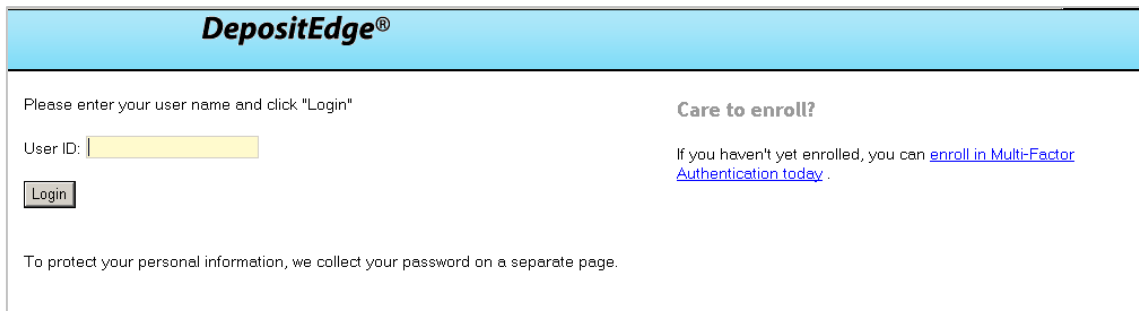 DepositEdge®
Please enter your user name and click "Login"
User ID:
Login
To protect your personal information, we collect your password on a separate page.
Care to enroll?
If you haven't yet enrolled, you can enroll in Multi-Factor
Authentication today .